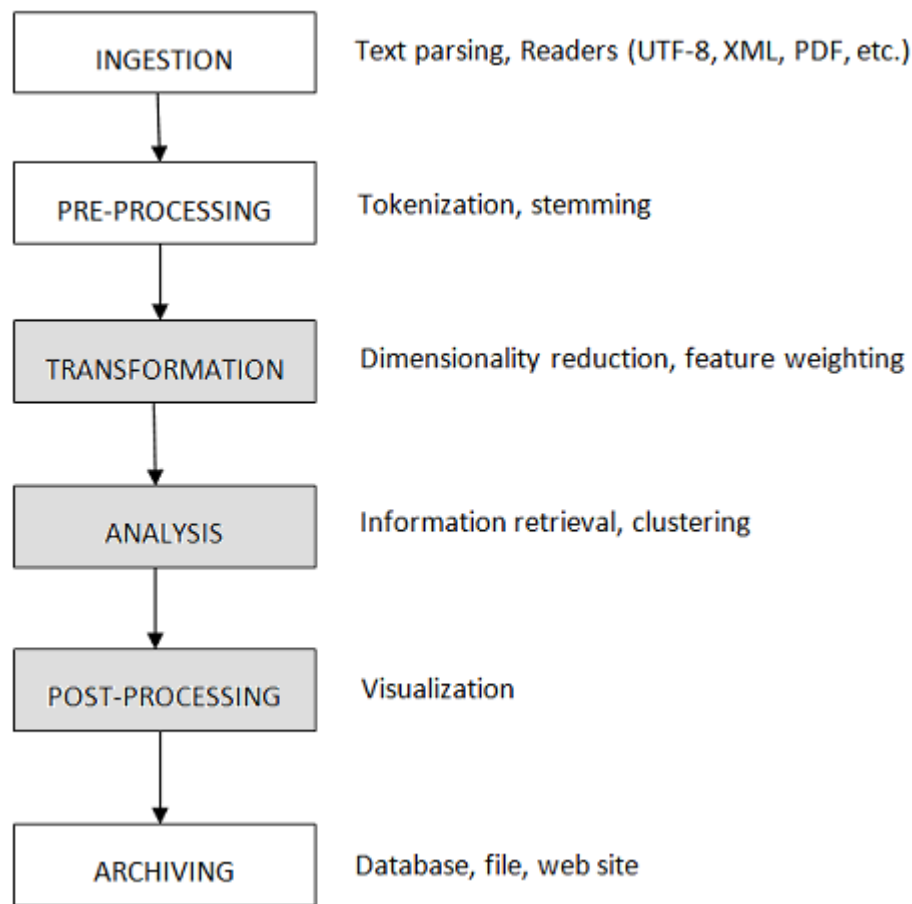 INGESTION
Text parsing, Readers (UTF-8, XML, PDF, etc.)
PRE-PROCESSING
Tokenization, stemming
TRANSFORMATION
Dimensionality reduction, feature weighting
ANALYSIS
Information retrieval, clustering
POST-PROCESSING
Visualization
ARCHIVING
Database, file, web site